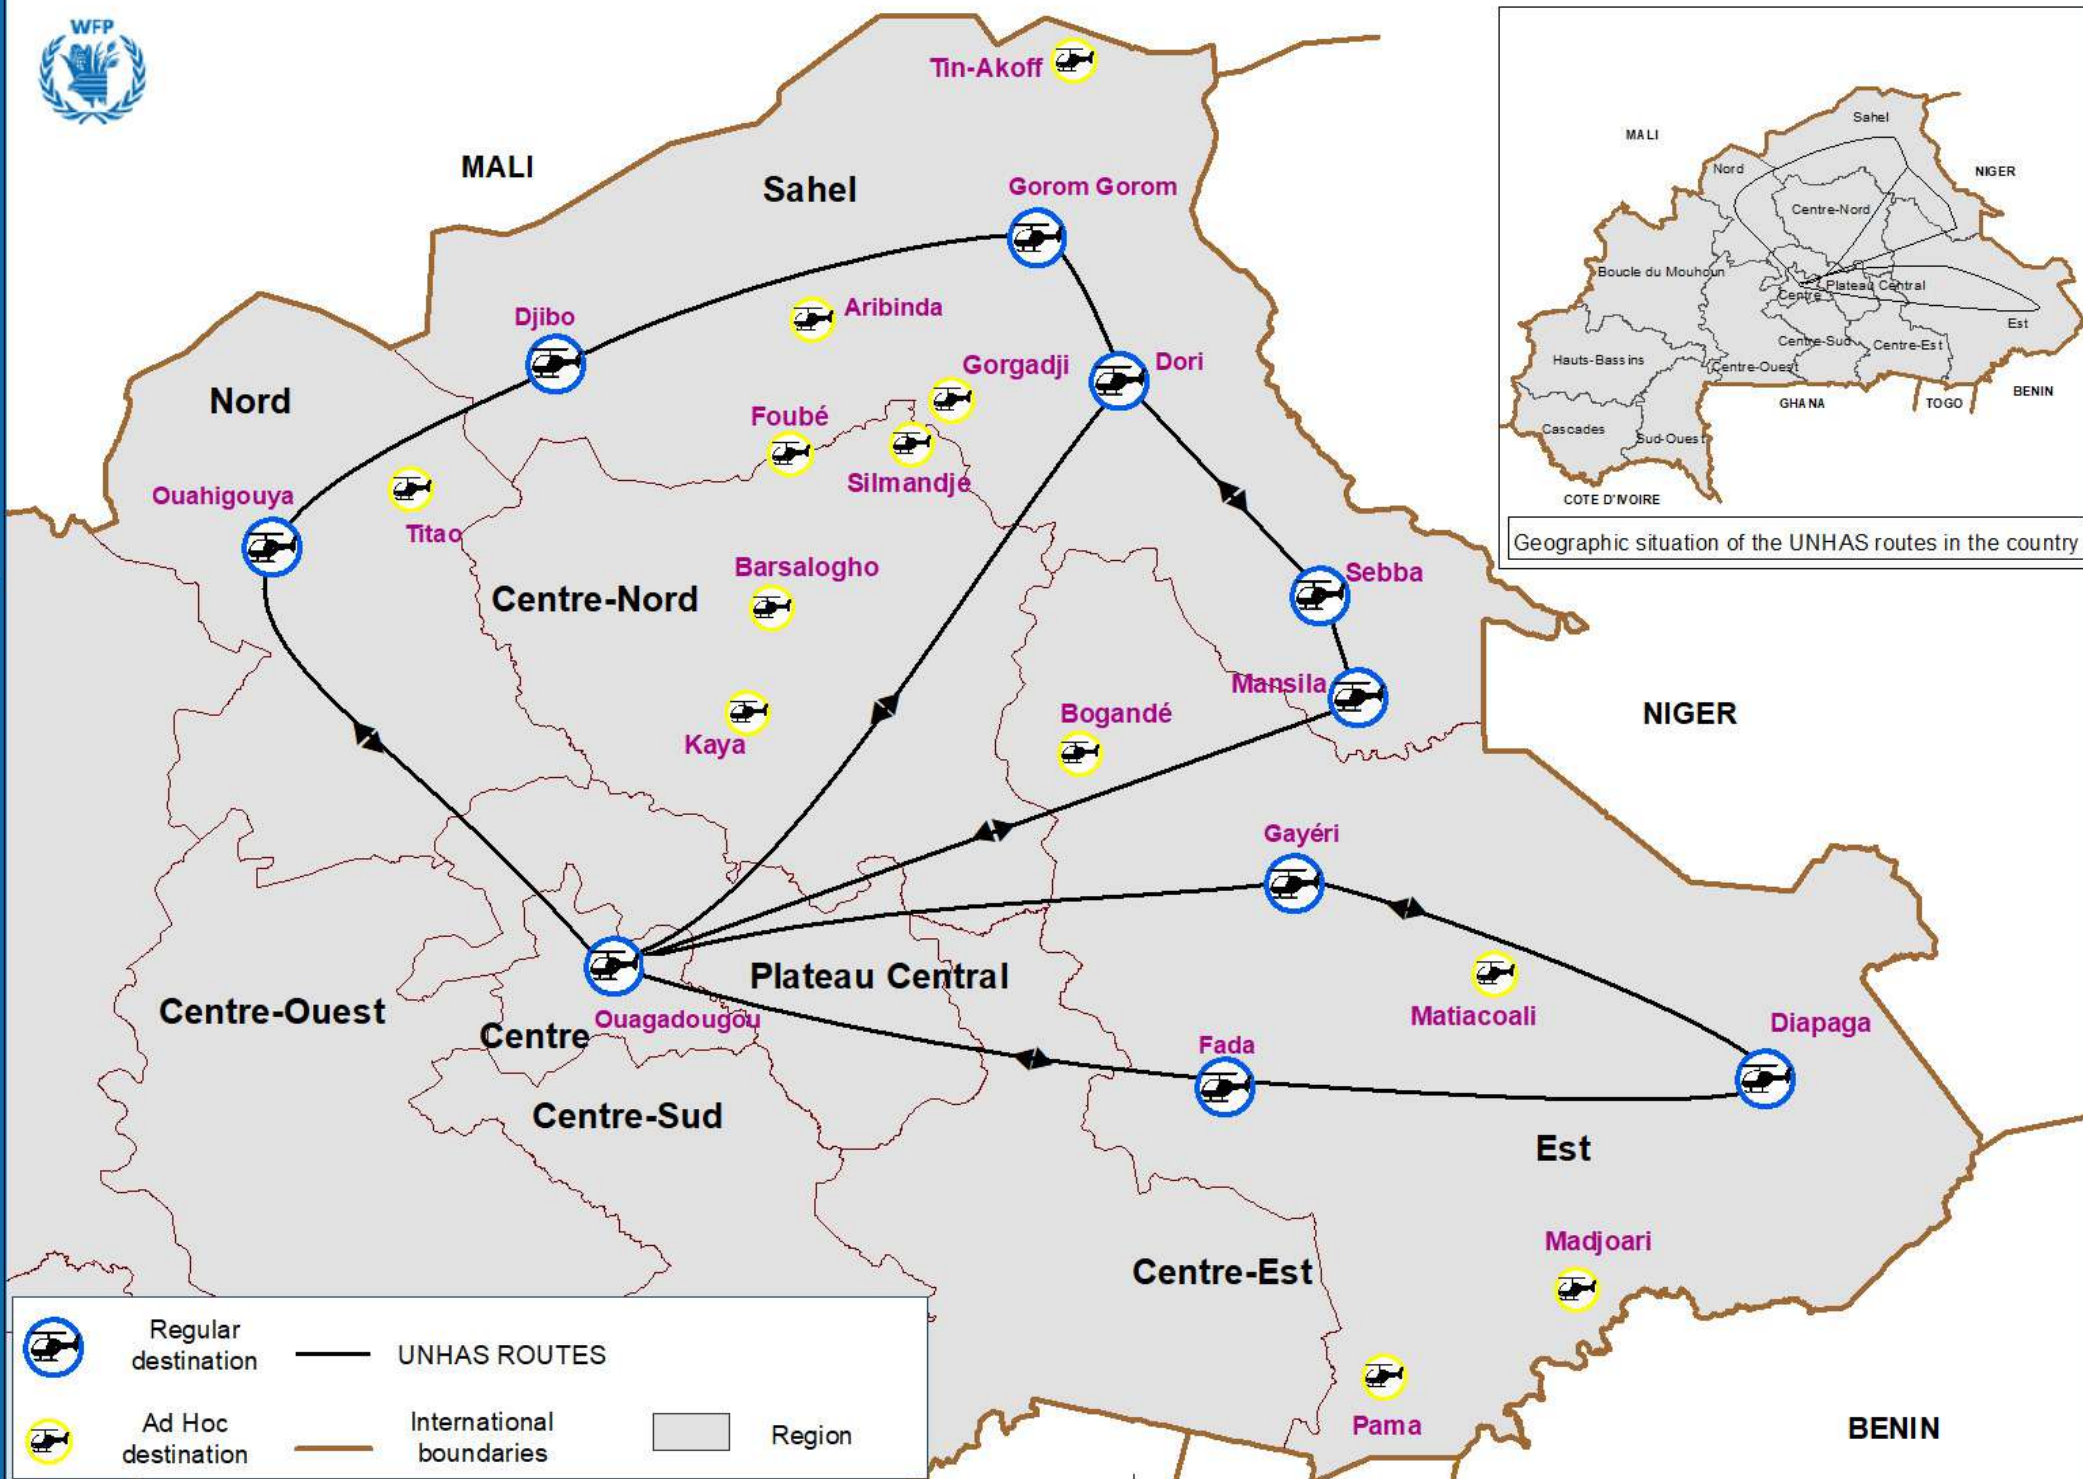 WFP
MALI
Sahel
Tin-Akoff
Gorom Gorom
Djibo
Aribinda
Gorgadji
Dori
Nord
Foubé
Silmandjé
Ouahigouya
Titao
Barsalogho
Centre-Nord
Sebba
Mansila
Kaya
Bogandé
NIGER
Gayéri
Plateau Central
Matiacoali
Diapaga
Centre-Ouest
Centre
Ouagadougou
Fada
Centre-Sud
Est
Madjoari
Centre-Est
Pama
BENIN
Regular
destination
UNHAS ROUTES
Ad Hoc
destination
International
boundaries
Region
MALI
Sahel
Nord
NIGER
Centre-Nord
Boucle du Mouhoun
Plateau Central
Centre
Est
Centre-Sud
Centre-Est
Hauts-Bassins
Centre-Ouest
BENIN
GHANA
TOGO
Cascades
Sud-Ouest
COTE D'IVOIRE
Geographic situation of the UNHAS routes in the country